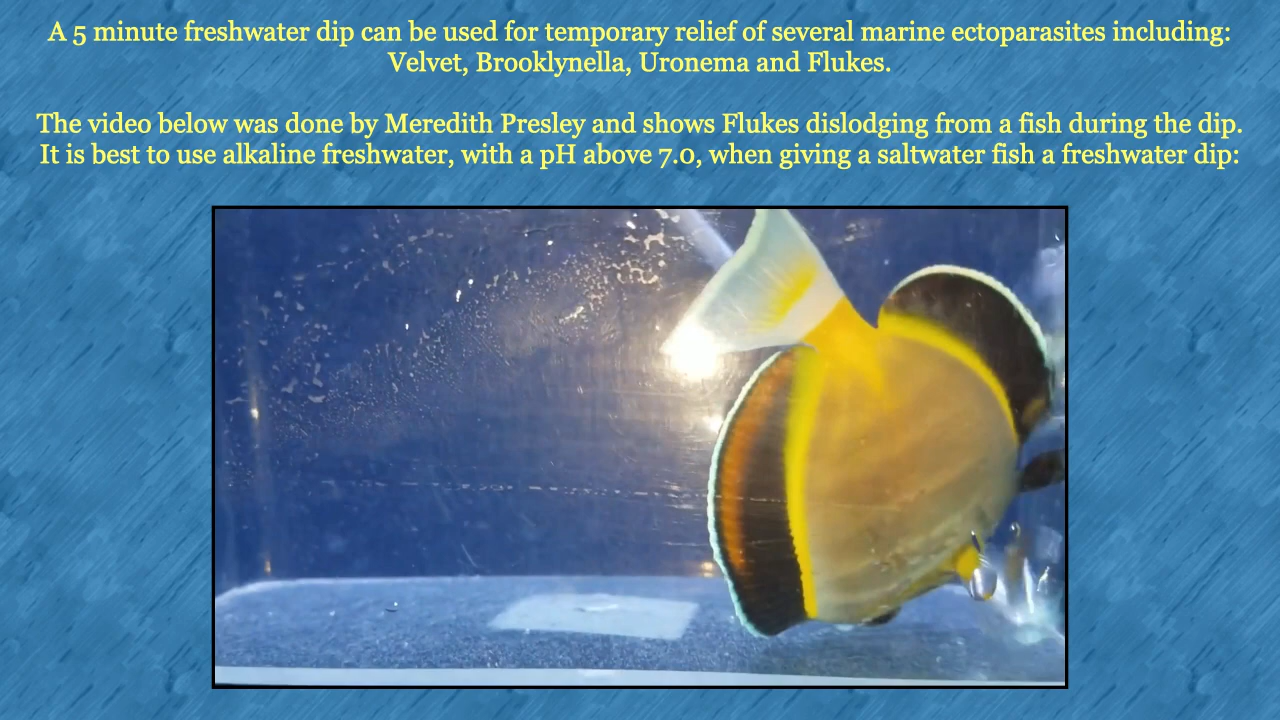 A 5 minute freshwater dip can be used for temporary relief of several marine ectoparasites including:
Velvet, Brooklynella, Uronema and Flukes.
The video below was done by Meredith Presley and shows Flukes dislodging from a fish during the dip.
It is best to use alkaline freshwater, with a pH above 7.0, when giving a saltwater fish a freshwater dip: